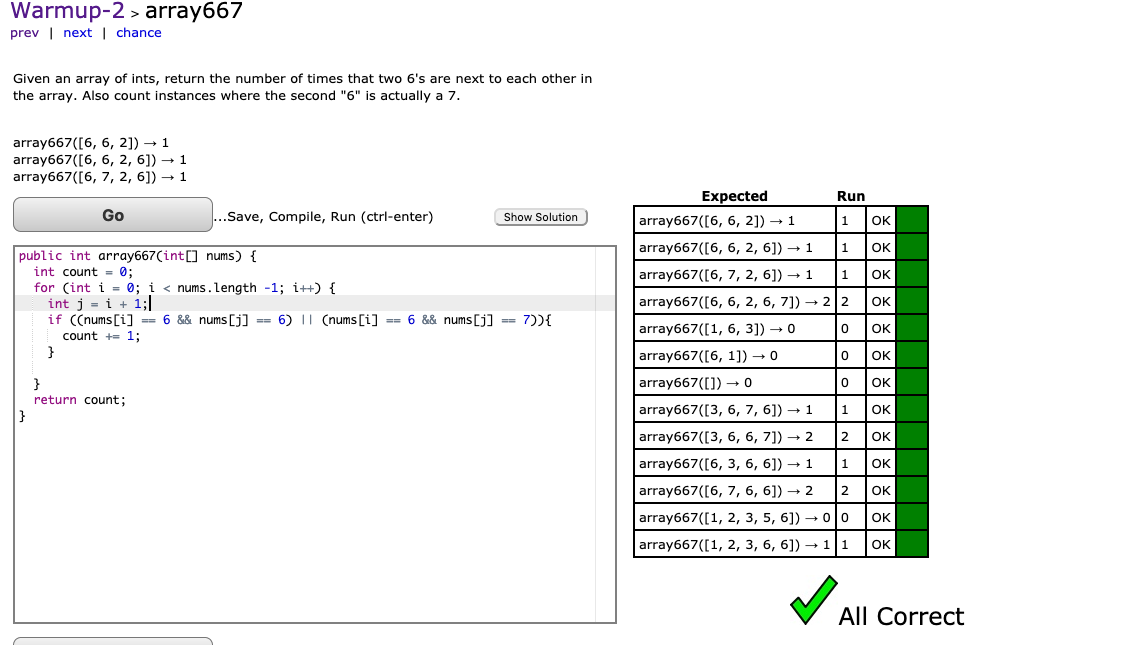 Warmup-2 > array667
prev | next | chance
Given an array of ints, return the number of times that two 6's are next to each other in
the array. Also count instances where the second "6" is actually a 7.
array667([6, 6, 2]) → 1
array667([6, 6, 2, 6]) → 1
array667([6, 7, 2, 6]) → 1
Go
...Save, Compile, Run (ctrl-enter)
Show Solution
public int array667(int[] nums) {
int count = 0;
for (int i = 0; i < nums.length -1; i++) {
int j = i + 1;
if ((nums[i] == 6 && nums[j] == 6) || (nums[i] == 6 && nums[j] == 7)){
count += 1;
}
}
return count;
}
Expected Run
array667([6, 6, 2]) → 1 1 OK
array667([6, 6, 2, 6]) → 1 1 OK
array667([6, 7, 2, 6]) → 1 1 OK
array667([6, 6, 2, 6, 7]) → 2 2 OK
array667([1, 6, 3]) → 0 0 OK
array667([6, 1]) → 0 0 OK
array667([]) → 0 0 OK
array667([3, 6, 7, 6]) → 1 1 OK
array667([3, 6, 6, 7]) → 2 2 OK
array667([6, 3, 6, 6]) → 1 1 OK
array667([6, 7, 6, 6]) → 2 2 OK
array667([1, 2, 3, 5, 6]) → 0 0 OK
array667([1, 2, 3, 6, 6]) → 1 1 OK
All Correct